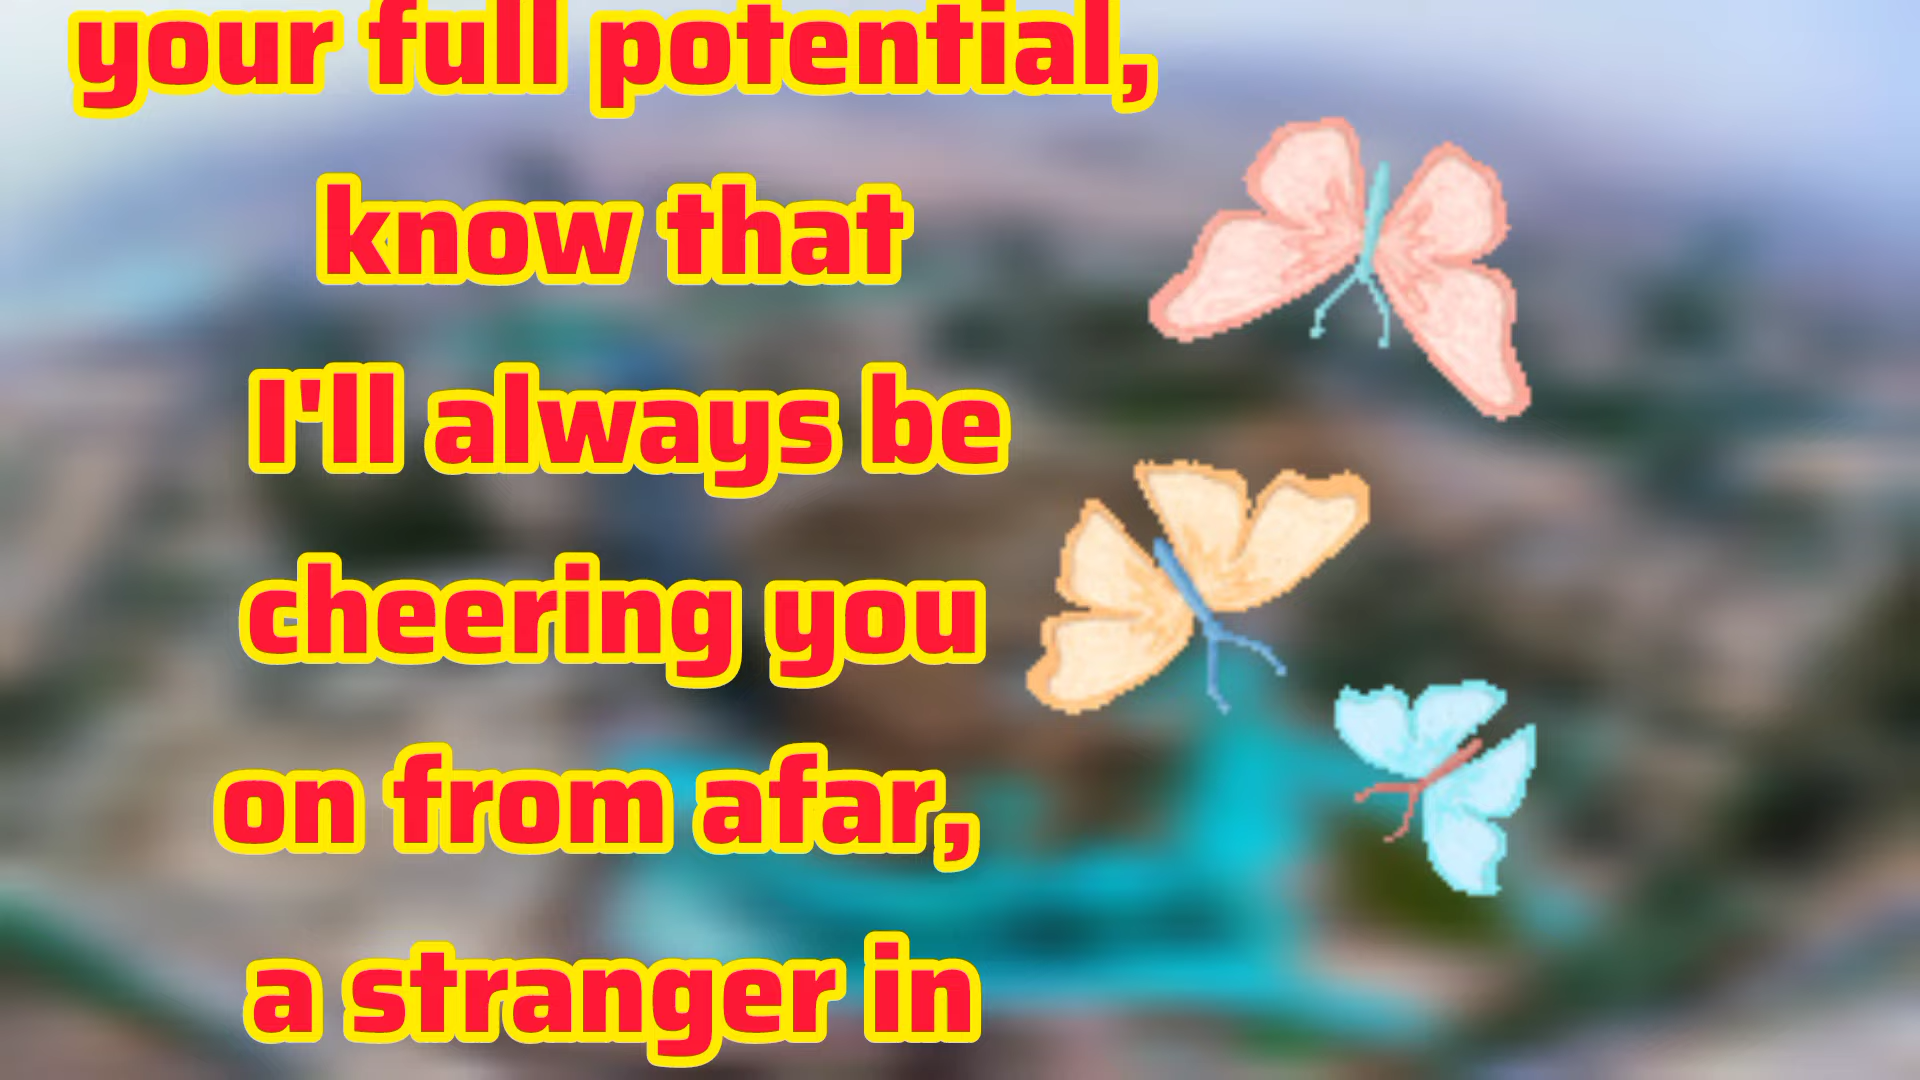 your full potential,
know that
I'll always be
cheering you
on from afar,
a stranger in